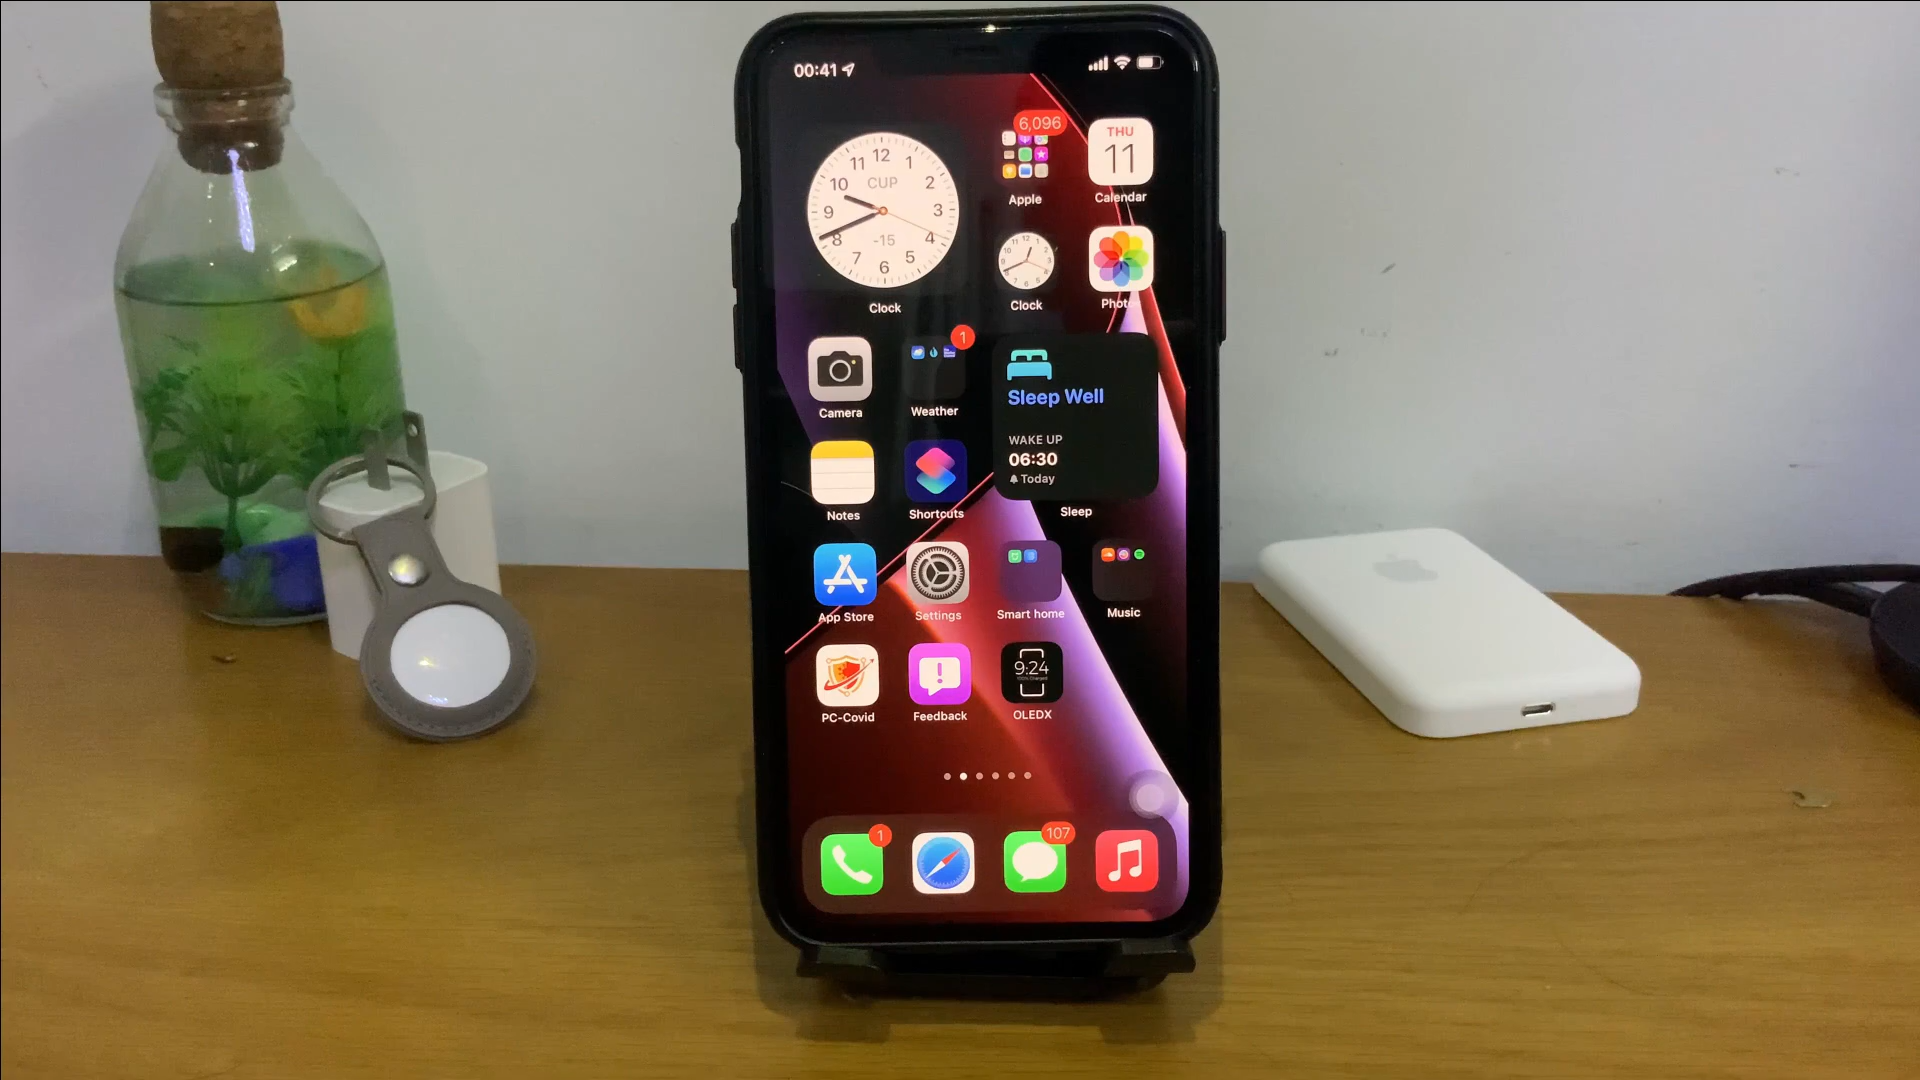 00:41
6,096
THU
11
12
1
2
3
4
5
6
7
8
9
10
11
CUP
-15
Apple
Calendar
Clock
Clock
Photo
1
Sleep Well
Camera
Weather
WAKE UP
06:30
Today
Notes
Shortcuts
Sleep
App Store
Settings
Smart home
Music
9:24
PC-Covid
Feedback
OLEDX
1
107